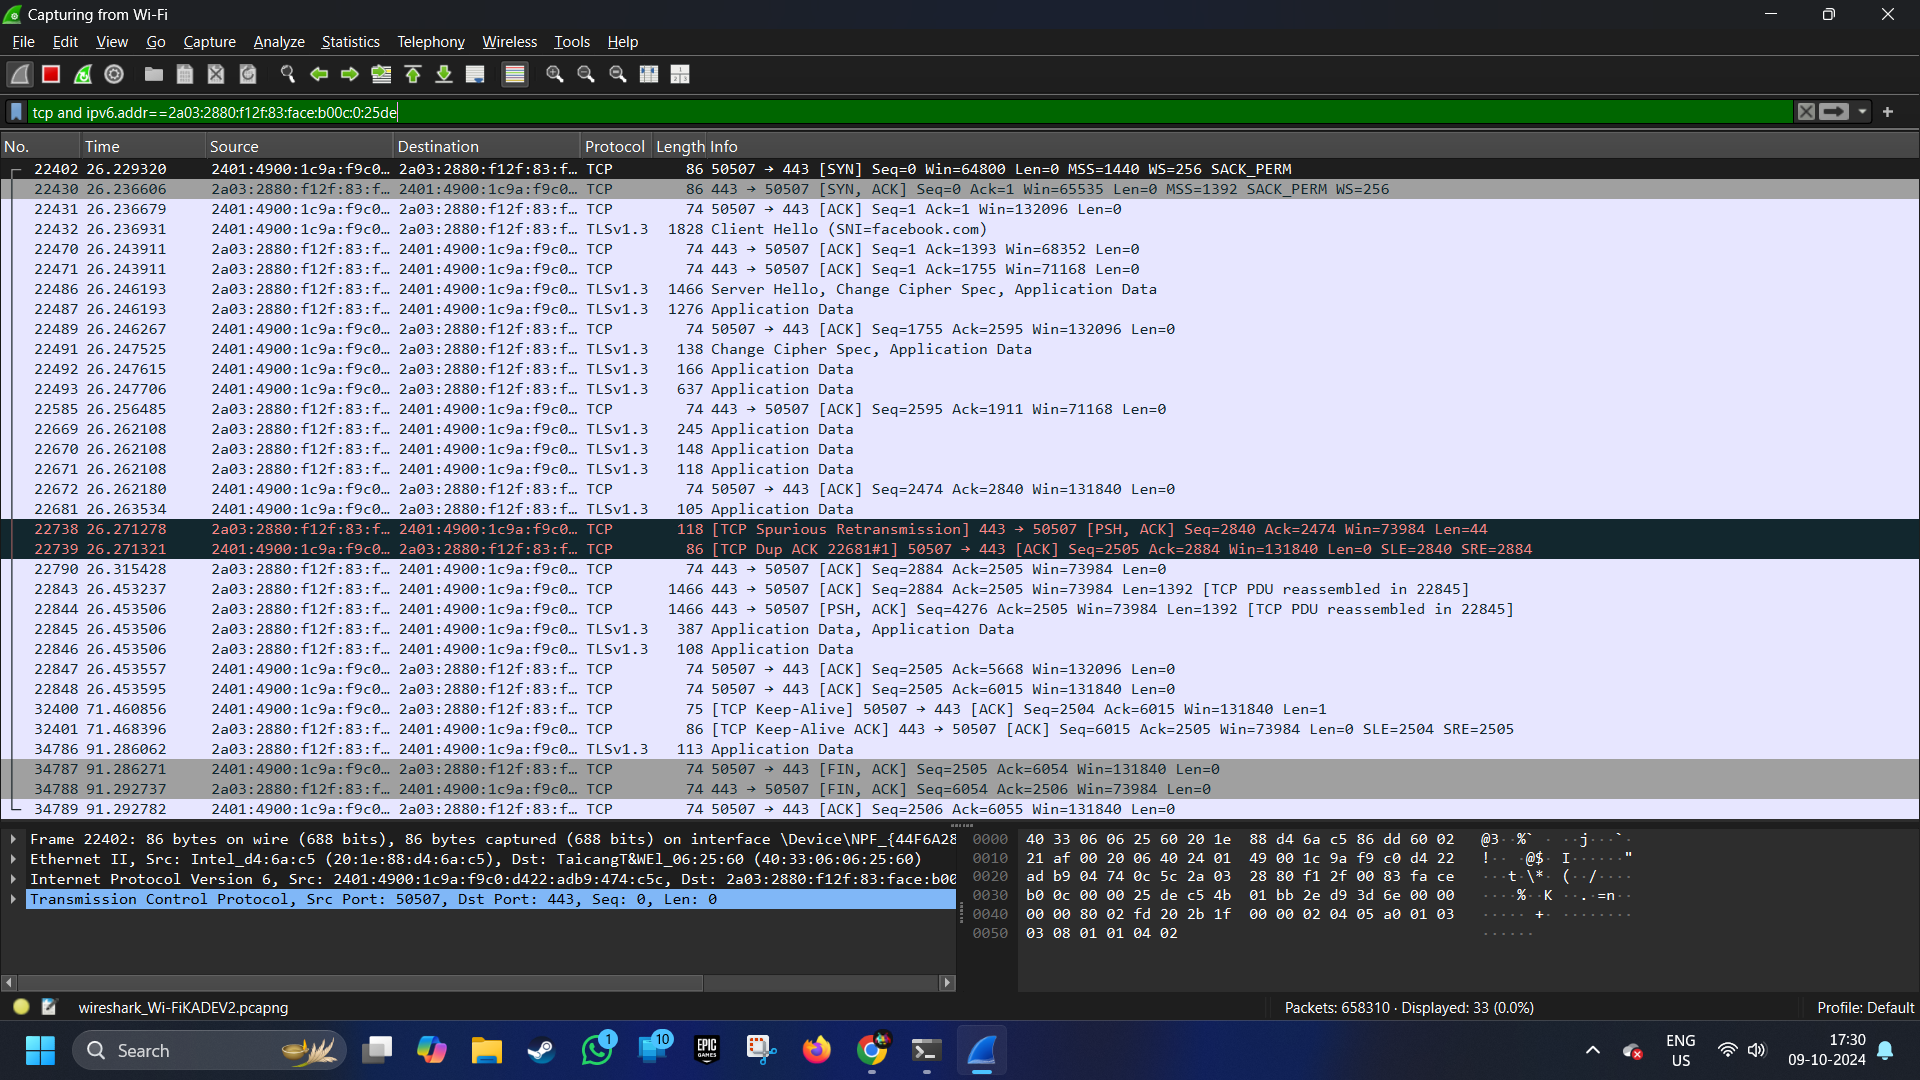 Capturing from Wi-Fi
File Edit View Go Capture Analyze Statistics Telephony Wireless Tools Help
tcp and ipv6.addr==2a03:2880:f12f:83:face:b00c:0:25de
No. Time Source Destination Protocol Length Info
22402 26.229320 2401:4900:1c9a:f9c0… 2a03:2880:f12f:83:f… TCP 86 50507 → 443 [SYN] Seq=0 Win=64800 Len=0 MSS=1440 WS=256 SACK_PERM
22430 26.236606 2a03:2880:f12f:83:f… 2401:4900:1c9a:f9c0… TCP 86 443 → 50507 [SYN, ACK] Seq=0 Ack=1 Win=65535 Len=0 MSS=1392 SACK_PERM WS=256
22431 26.236679 2401:4900:1c9a:f9c0… 2a03:2880:f12f:83:f… TCP 74 50507 → 443 [ACK] Seq=1 Ack=1 Win=132096 Len=0
22432 26.236931 2401:4900:1c9a:f9c0… 2a03:2880:f12f:83:f… TLSv1.3 1828 Client Hello (SNI=facebook.com)
22470 26.243911 2a03:2880:f12f:83:f… 2401:4900:1c9a:f9c0… TCP 74 443 → 50507 [ACK] Seq=1 Ack=1393 Win=68352 Len=0
22471 26.243911 2a03:2880:f12f:83:f… 2401:4900:1c9a:f9c0… TCP 74 443 → 50507 [ACK] Seq=1 Ack=1755 Win=71168 Len=0
22486 26.246193 2a03:2880:f12f:83:f… 2401:4900:1c9a:f9c0… TLSv1.3 1466 Server Hello, Change Cipher Spec, Application Data
22487 26.246193 2a03:2880:f12f:83:f… 2401:4900:1c9a:f9c0… TLSv1.3 1276 Application Data
22489 26.246267 2401:4900:1c9a:f9c0… 2a03:2880:f12f:83:f… TCP 74 50507 → 443 [ACK] Seq=1755 Ack=2595 Win=132096 Len=0
22491 26.247525 2401:4900:1c9a:f9c0… 2a03:2880:f12f:83:f… TLSv1.3 138 Change Cipher Spec, Application Data
22492 26.247615 2401:4900:1c9a:f9c0… 2a03:2880:f12f:83:f… TLSv1.3 166 Application Data
22493 26.247706 2401:4900:1c9a:f9c0… 2a03:2880:f12f:83:f… TLSv1.3 637 Application Data
22585 26.256485 2a03:2880:f12f:83:f… 2401:4900:1c9a:f9c0… TCP 74 443 → 50507 [ACK] Seq=2595 Ack=1911 Win=71168 Len=0
22669 26.262108 2a03:2880:f12f:83:f… 2401:4900:1c9a:f9c0… TLSv1.3 245 Application Data
22670 26.262108 2a03:2880:f12f:83:f… 2401:4900:1c9a:f9c0… TLSv1.3 148 Application Data
22671 26.262108 2a03:2880:f12f:83:f… 2401:4900:1c9a:f9c0… TLSv1.3 118 Application Data
22672 26.262180 2401:4900:1c9a:f9c0… 2a03:2880:f12f:83:f… TCP 74 50507 → 443 [ACK] Seq=2474 Ack=2840 Win=131840 Len=0
22681 26.263534 2401:4900:1c9a:f9c0… 2a03:2880:f12f:83:f… TLSv1.3 105 Application Data
22738 26.271278 2a03:2880:f12f:83:f… 2401:4900:1c9a:f9c0… TCP 118 [TCP Spurious Retransmission] 443 → 50507 [PSH, ACK] Seq=2840 Ack=2474 Win=73984 Len=44
22739 26.271321 2401:4900:1c9a:f9c0… 2a03:2880:f12f:83:f… TCP 86 [TCP Dup ACK 22681#1] 50507 → 443 [ACK] Seq=2505 Ack=2884 Win=131840 Len=0 SLE=2840 SRE=2884
22790 26.315428 2a03:2880:f12f:83:f… 2401:4900:1c9a:f9c0… TCP 74 443 → 50507 [ACK] Seq=2884 Ack=2505 Win=73984 Len=0
22843 26.453237 2a03:2880:f12f:83:f… 2401:4900:1c9a:f9c0… TCP 1466 443 → 50507 [ACK] Seq=2884 Ack=2505 Win=73984 Len=1392 [TCP PDU reassembled in 22845]
22844 26.453506 2a03:2880:f12f:83:f… 2401:4900:1c9a:f9c0… TCP 1466 443 → 50507 [PSH, ACK] Seq=4276 Ack=2505 Win=73984 Len=1392 [TCP PDU reassembled in 22845]
22845 26.453506 2a03:2880:f12f:83:f… 2401:4900:1c9a:f9c0… TLSv1.3 387 Application Data, Application Data
22846 26.453506 2a03:2880:f12f:83:f… 2401:4900:1c9a:f9c0… TLSv1.3 108 Application Data
22847 26.453557 2401:4900:1c9a:f9c0… 2a03:2880:f12f:83:f… TCP 74 50507 → 443 [ACK] Seq=2505 Ack=5668 Win=132096 Len=0
22848 26.453595 2401:4900:1c9a:f9c0… 2a03:2880:f12f:83:f… TCP 74 50507 → 443 [ACK] Seq=2505 Ack=6015 Win=131840 Len=0
32400 71.460856 2401:4900:1c9a:f9c0… 2a03:2880:f12f:83:f… TCP 75 [TCP Keep-Alive] 50507 → 443 [ACK] Seq=2504 Ack=6015 Win=131840 Len=1
32401 71.468396 2a03:2880:f12f:83:f… 2401:4900:1c9a:f9c0… TCP 86 [TCP Keep-Alive ACK] 443 → 50507 [ACK] Seq=6015 Ack=2505 Win=73984 Len=0 SLE=2504 SRE=2505
34786 91.286062 2a03:2880:f12f:83:f… 2401:4900:1c9a:f9c0… TLSv1.3 113 Application Data
34787 91.286271 2401:4900:1c9a:f9c0… 2a03:2880:f12f:83:f… TCP 74 50507 → 443 [FIN, ACK] Seq=2505 Ack=6054 Win=131840 Len=0
34788 91.292737 2a03:2880:f12f:83:f… 2401:4900:1c9a:f9c0… TCP 74 443 → 50507 [FIN, ACK] Seq=6054 Ack=2506 Win=73984 Len=0
34789 91.292782 2401:4900:1c9a:f9c0… 2a03:2880:f12f:83:f… TCP 74 50507 → 443 [ACK] Seq=2506 Ack=6055 Win=131840 Len=0
Frame 22402: 86 bytes on wire (688 bits), 86 bytes captured (688 bits) on interface \Device\NPF_{44F6A28
Ethernet II, Src: Intel_d4:6a:c5 (20:1e:88:d4:6a:c5), Dst: TaicangT&WEl_06:25:60 (40:33:06:06:25:60)
Internet Protocol Version 6, Src: 2401:4900:1c9a:f9c0:d422:adb9:474:c5c, Dst: 2a03:2880:f12f:83:face:b00
Transmission Control Protocol, Src Port: 50507, Dst Port: 443, Seq: 0, Len: 0
0000 40 33 06 06 25 60 20 1e 88 d4 6a c5 86 dd 60 02 @3··%` · ··j···`·
0010 21 af 00 20 06 40 24 01 49 00 1c 9a f9 c0 d4 22 !·· ·@$· I······"
0020 ad b9 04 74 0c 5c 2a 03 28 80 f1 2f 00 83 fa ce ···t·\*· (··/····
0030 b0 0c 00 00 25 de c5 4b 01 bb 2e d9 3d 6e 00 00 ····%··K ··.·=n··
0040 00 00 80 02 fd 20 2b 1f 00 00 02 04 05 a0 01 03 ····· +· ········
0050 03 08 01 01 04 02 ······
wireshark_Wi-FiKADEV2.pcapng Packets: 658310 · Displayed: 33 (0.0%) Profile: Default
Search
1
10
EPIC GAMES
ENG
US
17:30
09-10-2024